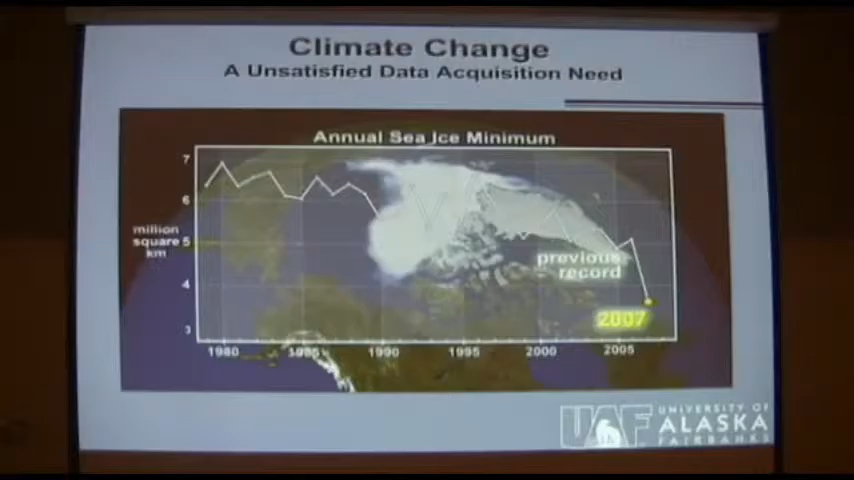 Climate Change
A Unsatisfied Data Acquisition Need
Annual Sea Ice Minimum
7
6
million
square 5
km
4
3
previous
record
2007
1980 1985 1990 1995 2000 2005
UAF UNIVERSITY OF
ALASKA
FAIRBANKS